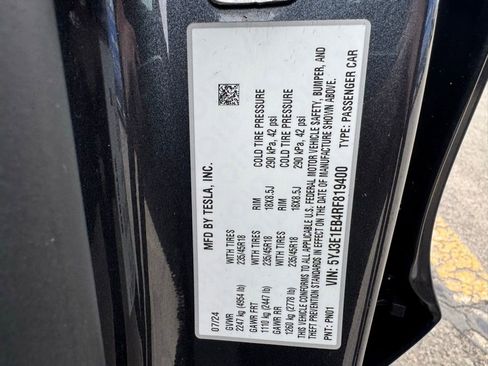 MFD BY TESLA, INC.
07/24
GVWR
2247 kg (4954 lb)
GAWR FRT WITH TIRES RIM COLD TIRE PRESSURE
1110 kg (2447 lb) 235/45R18 18X8.5J 290 kPa, 42 psi
GAWR RR WITH TIRES RIM COLD TIRE PRESSURE
1260 kg (2778 lb) 235/45R18 18X8.5J 290 kPa, 42 psi
THIS VEHICLE CONFORMS TO ALL APPLICABLE U.S. FEDERAL MOTOR VEHICLE SAFETY, BUMPER, AND
THEFT PREVENTION STANDARDS IN EFFECT ON THE DATE OF MANUFACTURE SHOWN ABOVE.
PNT: PN01 VIN: 5YJ3E1EB4RF819400 TYPE: PASSENGER CAR